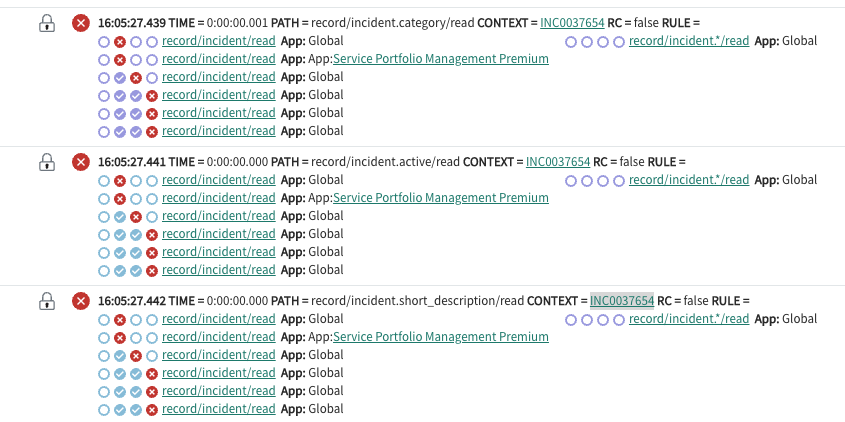 16:05:27.439 TIME = 0:00:00.001 PATH = record/incident.category/read CONTEXT = INC0037654 RC = false RULE =
record/incident/read App: Global record/incident.*/read App: Global
record/incident/read App: App:Service Portfolio Management Premium
record/incident/read App: Global
record/incident/read App: Global
record/incident/read App: Global
record/incident/read App: Global
16:05:27.441 TIME = 0:00:00.000 PATH = record/incident.active/read CONTEXT = INC0037654 RC = false RULE =
record/incident/read App: Global record/incident.*/read App: Global
record/incident/read App: App:Service Portfolio Management Premium
record/incident/read App: Global
record/incident/read App: Global
record/incident/read App: Global
record/incident/read App: Global
16:05:27.442 TIME = 0:00:00.000 PATH = record/incident.short_description/read CONTEXT = INC0037654 RC = false RULE =
record/incident/read App: Global record/incident.*/read App: Global
record/incident/read App: App:Service Portfolio Management Premium
record/incident/read App: Global
record/incident/read App: Global
record/incident/read App: Global
record/incident/read App: Global